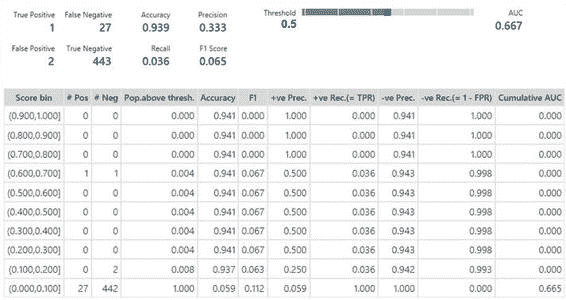 True Positive False Negative Accuracy Precision Threshold AUC
1 27 0.939 0.333 0.5 0.667
False Positive True Negative Recall F1 Score
2 443 0.036 0.065
Score bin # Pos # Neg Pop.above thresh. Accuracy F1 +ve Prec. +ve Rec.(= TPR) -ve Prec. -ve Rec.(= 1 - FPR) Cumulative AUC
(0.900,1.000] 0 0 0.000 0.941 0.000 1.000 0.000 0.941 1.000 0.000
(0.800,0.900] 0 0 0.000 0.941 0.000 1.000 0.000 0.941 1.000 0.000
(0.700,0.800] 0 0 0.000 0.941 0.000 1.000 0.000 0.941 1.000 0.000
(0.600,0.700] 1 1 0.004 0.941 0.067 0.500 0.036 0.943 0.998 0.000
(0.500,0.600] 0 0 0.004 0.941 0.067 0.500 0.036 0.943 0.998 0.000
(0.400,0.500] 0 0 0.004 0.941 0.067 0.500 0.036 0.943 0.998 0.000
(0.300,0.400] 0 0 0.004 0.941 0.067 0.500 0.036 0.943 0.998 0.000
(0.200,0.300] 0 0 0.004 0.941 0.067 0.500 0.036 0.943 0.998 0.000
(0.100,0.200] 0 2 0.008 0.937 0.063 0.250 0.036 0.942 0.993 0.000
(0.000,0.100] 27 442 1.000 0.059 0.112 0.059 1.000 1.000 0.000 0.665